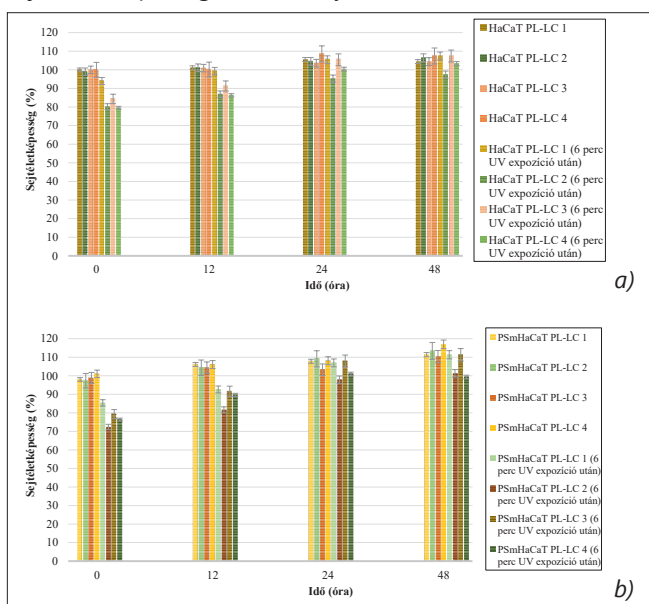 120
110
100
90
80
70
60
50
40
30
20
10
0
Sejtéletképesség (%)
0 12 24 48
Idő (óra)
HaCaT PL-LC 1
HaCaT PL-LC 2
HaCaT PL-LC 3
HaCaT PL-LC 4
HaCaT PL-LC 1 (6 perc
UV expozíció után)
HaCaT PL-LC 2 (6 perc
UV expozíció után)
HaCaT PL-LC 3 (6 perc
UV expozíció után)
HaCaT PL-LC 4 (6 perc
UV expozíció után)
a)
120
110
100
90
80
70
60
50
40
30
20
10
0
Sejtéletképesség (%)
0 12 24 48
Idő (óra)
PSmHaCaT PL-LC 1
PSmHaCaT PL-LC 2
PSmHaCaT PL-LC 3
PSmHaCaT PL-LC 4
PSmHaCaT PL-LC 1 (6
perc UV expozíció után)
PSmHaCaT PL-LC 2 (6
perc UV expozíció után)
PSmHaCaT PL-LC 3 (6
perc UV expozíció után)
PSmHaCaT PL-LC 4 (6
perc UV expozíció után)
b)